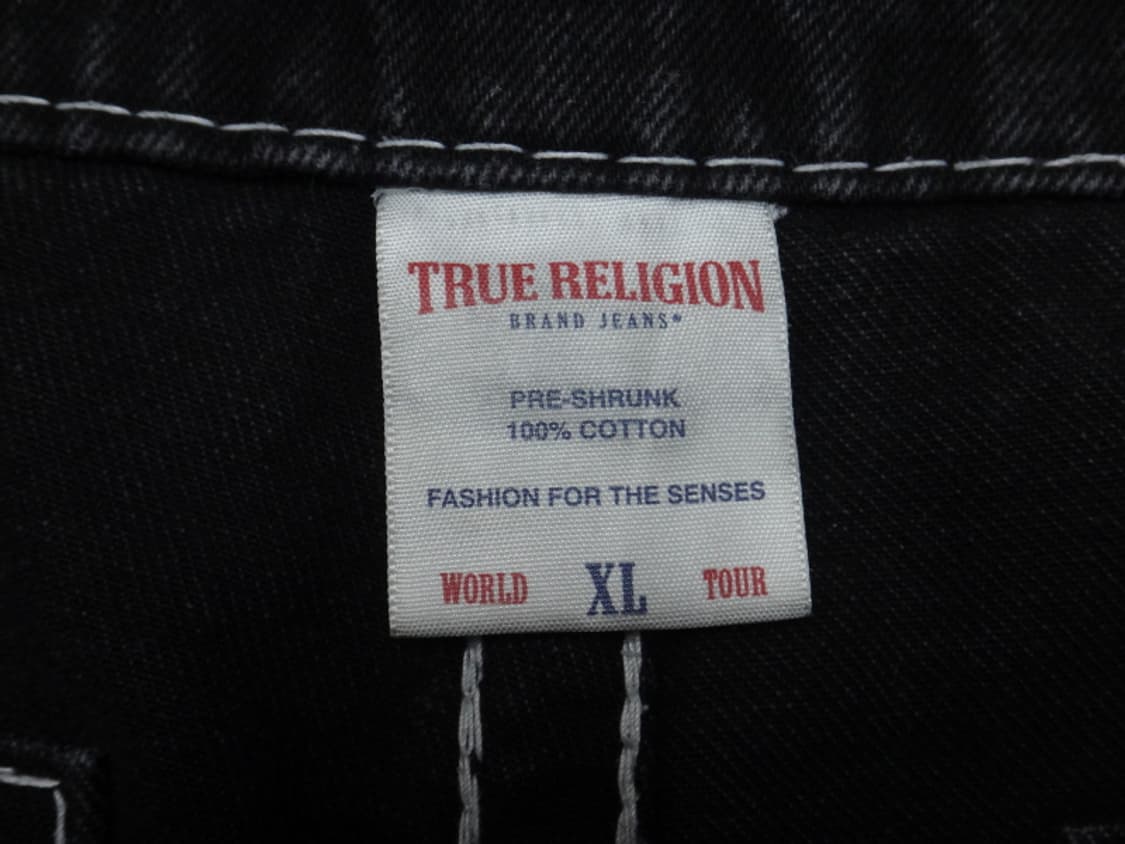 TRUE RELIGION
BRAND JEANS®
PRE-SHRUNK
100% COTTON
FASHION FOR THE SENSES
WORLD XL TOUR